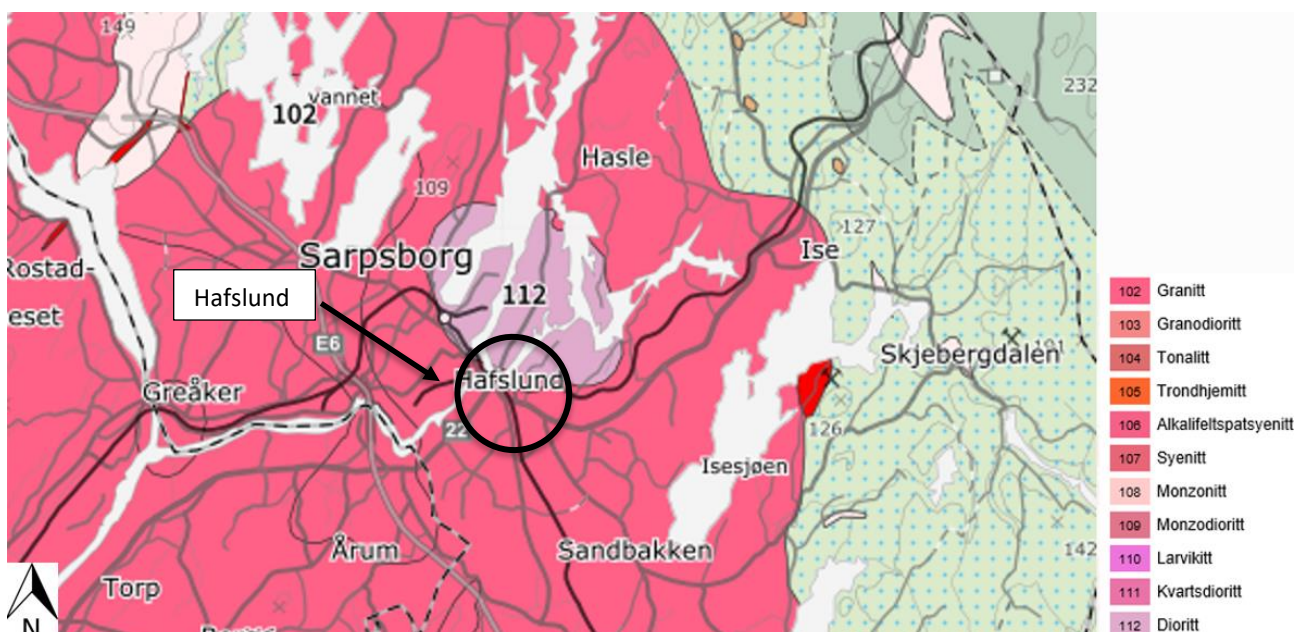 149
232
vannet
102
Hasle
109
127
Sarpsborg
Ise
Rostad-
Hafslund
112
eset
E6
Skjebergdalen
191
Greåker
Hafslund
22
126
Isesjøen
Årum
Sandbakken
142
Torp
N
102 Granitt
103 Granodioritt
104 Tonalitt
105 Trondhjemitt
106 Alkalifeltspatsyenitt
107 Syenitt
108 Monzonitt
109 Monzodioritt
110 Larvikitt
111 Kvartsdioritt
112 Dioritt